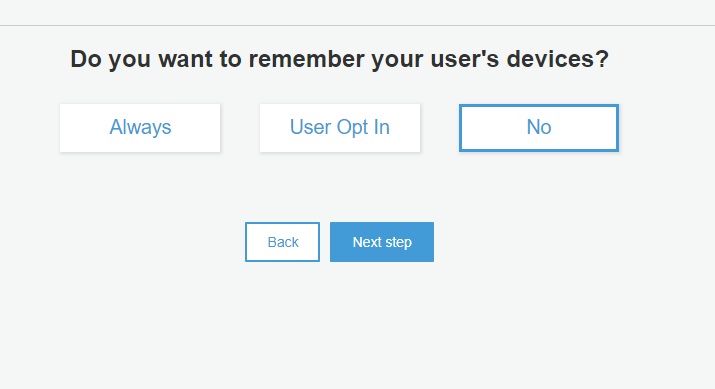 Do you want to remember your user's devices?
Always
User Opt In
No
Back
Next step